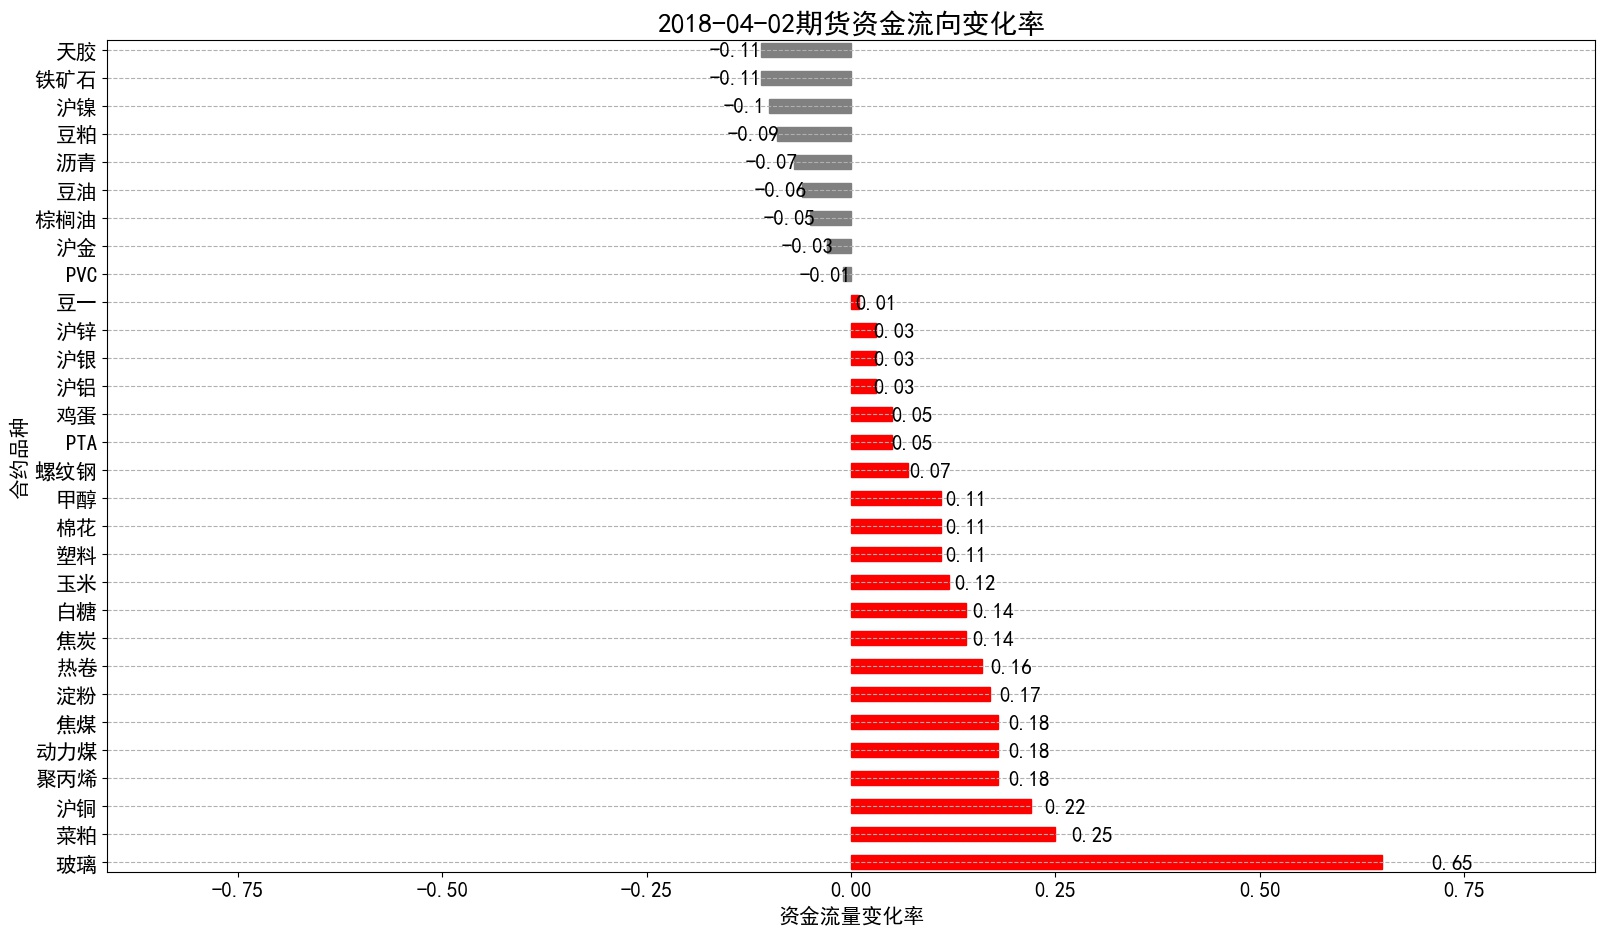 2018-04-02期货资金流向变化率
天胶 -0.11
铁矿石 -0.11
沪镍 -0.1
豆粕 -0.09
沥青 -0.07
豆油 -0.06
棕榈油 -0.05
沪金 -0.03
PVC -0.01
豆一 0.01
沪锌 0.03
沪银 0.03
沪铝 0.03
鸡蛋 0.05
PTA 0.05
螺纹钢 0.07
甲醇 0.11
棉花 0.11
塑料 0.11
玉米 0.12
白糖 0.14
焦炭 0.14
热卷 0.16
淀粉 0.17
焦煤 0.18
动力煤 0.18
聚丙烯 0.18
沪铜 0.22
菜粕 0.25
玻璃 0.65
合约品种
-0.75 -0.50 -0.25 0.00 0.25 0.50 0.75
资金流量变化率